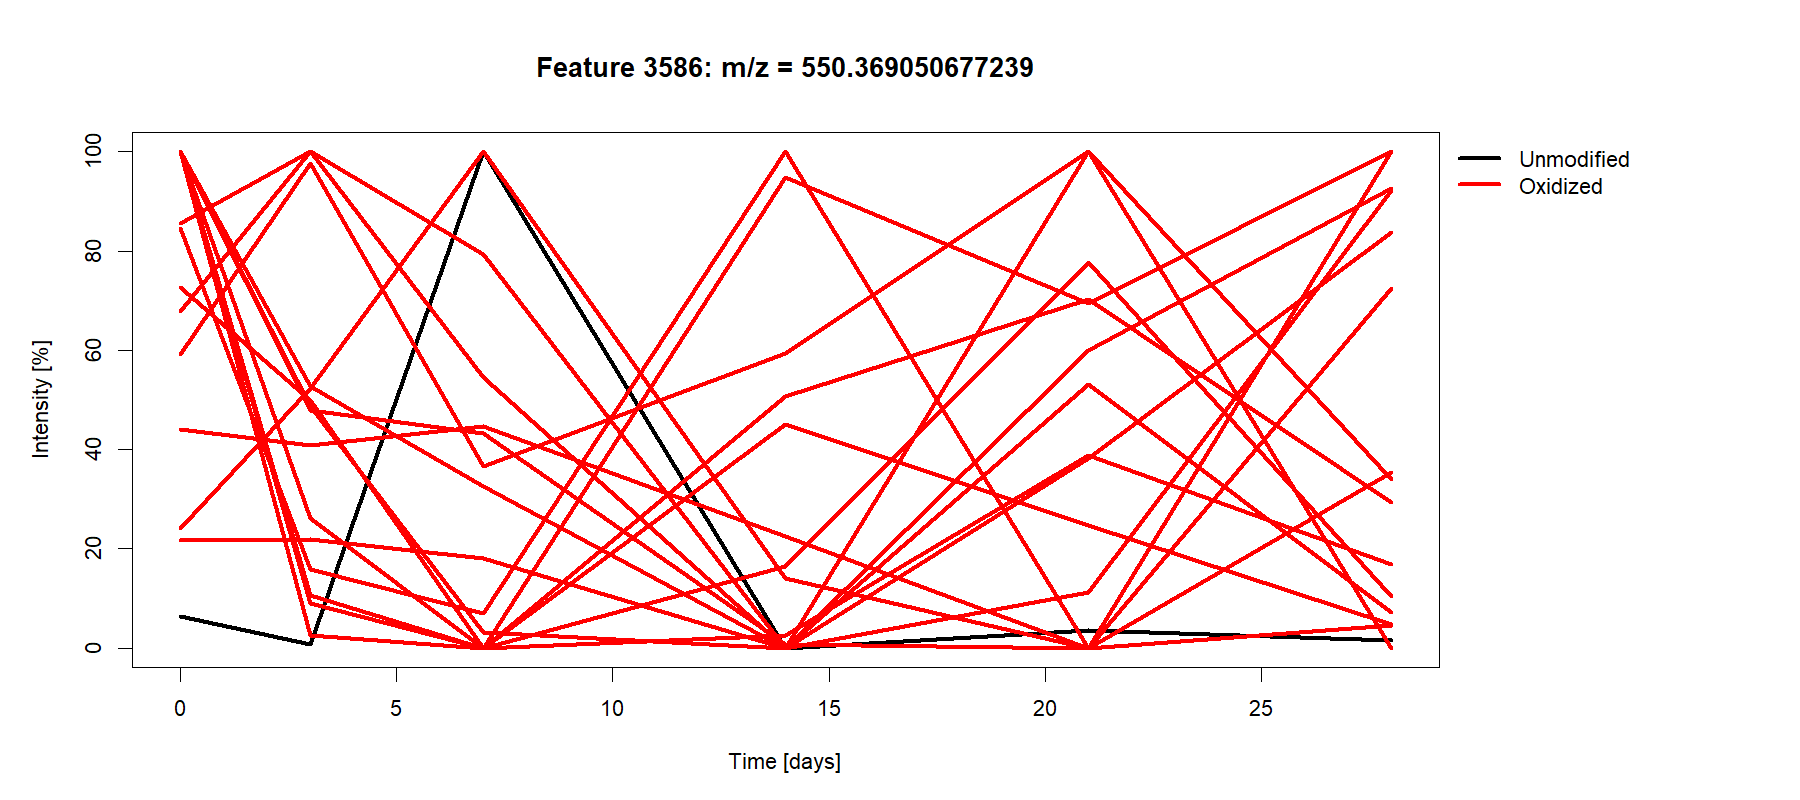 Feature 3586: m/z = 550.369050677239
Unmodified
Oxidized
Intensity [%]
100
80
60
40
20
0
0 5 10 15 20 25
Time [days]